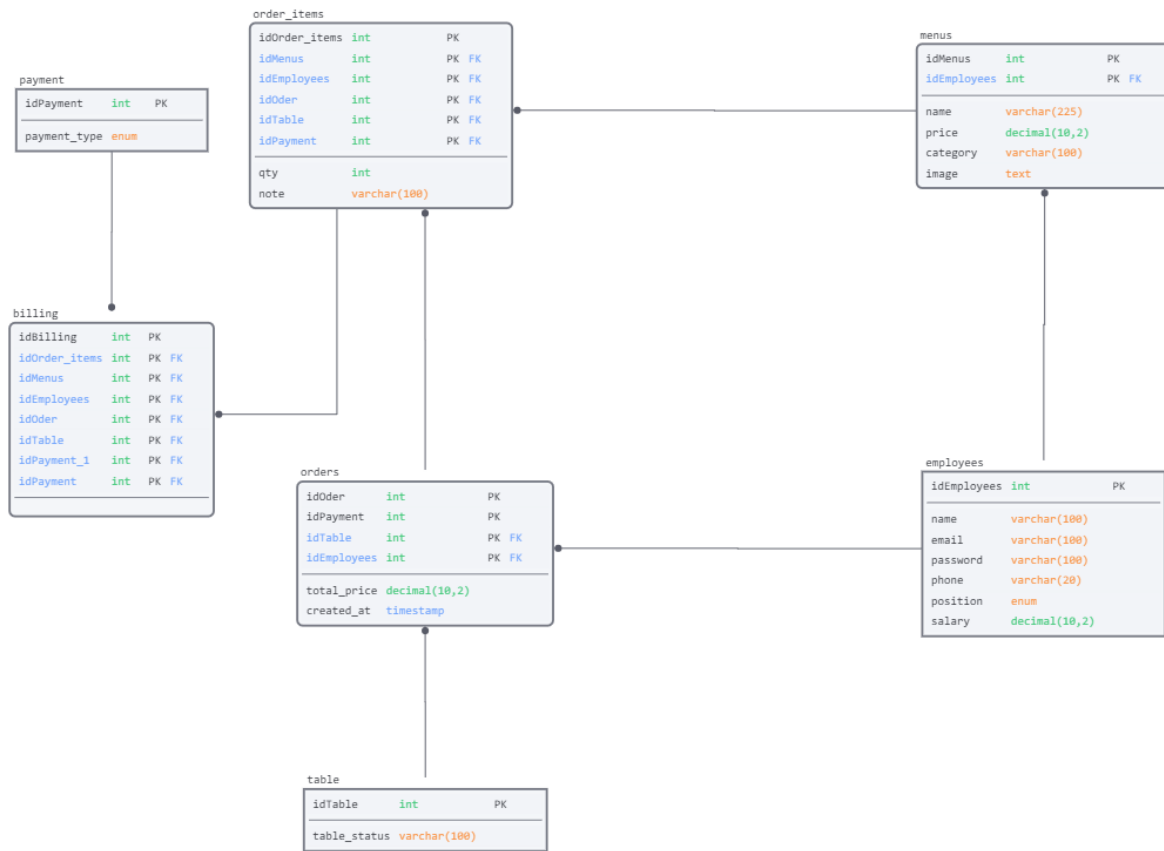 order_items
idOrder_items int PK
idMenus int PK FK
idEmployees int PK FK
idOder int PK FK
idTable int PK FK
idPayment int PK FK
qty int
note varchar(100)
menus
idMenus int PK
idEmployees int PK FK
name varchar(225)
price decimal(10,2)
category varchar(100)
image text
payment
idPayment int PK
payment_type enum
billing
idBilling int PK
idOrder_items int PK FK
idMenus int PK FK
idEmployees int PK FK
idOder int PK FK
idTable int PK FK
idPayment_1 int PK FK
idPayment int PK FK
orders
idOder int PK
idPayment int PK
idTable int PK FK
idEmployees int PK FK
total_price decimal(10,2)
created_at timestamp
employees
idEmployees int PK
name varchar(100)
email varchar(100)
password varchar(100)
phone varchar(20)
position enum
salary decimal(10,2)
table
idTable int PK
table_status varchar(100)